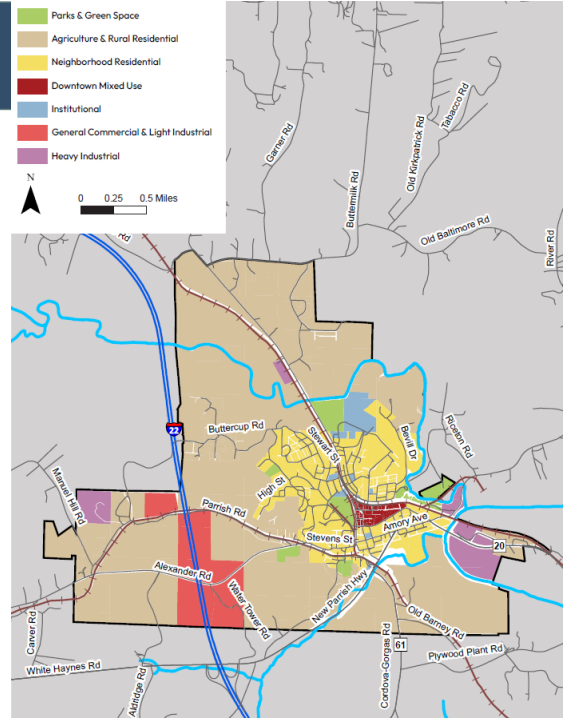 Parks & Green Space
Agriculture & Rural Residential
Neighborhood Residential
Downtown Mixed Use
Institutional
General Commercial & Light Industrial
Heavy Industrial
N
0 0.25 0.5 Miles
Garner Rd
Buttermilk Rd
Old Kirkpatrick Rd
Tabacco Rd
Old Baltimore Rd
River Rd
Rd
22
Buttercup Rd
Stewart St
Bevill Dr
Riceton Rd
High St
Manuel Hill Rd
Parrish Rd
Stevens St
Amory Ave
20
Alexander Rd
Water Tower Rd
New Parrish Hwy
Old Barney Rd
Carver Rd
61
Plywood Plant Rd
White Haynes Rd
Aldridge Rd
Cordova-Gorgas Rd